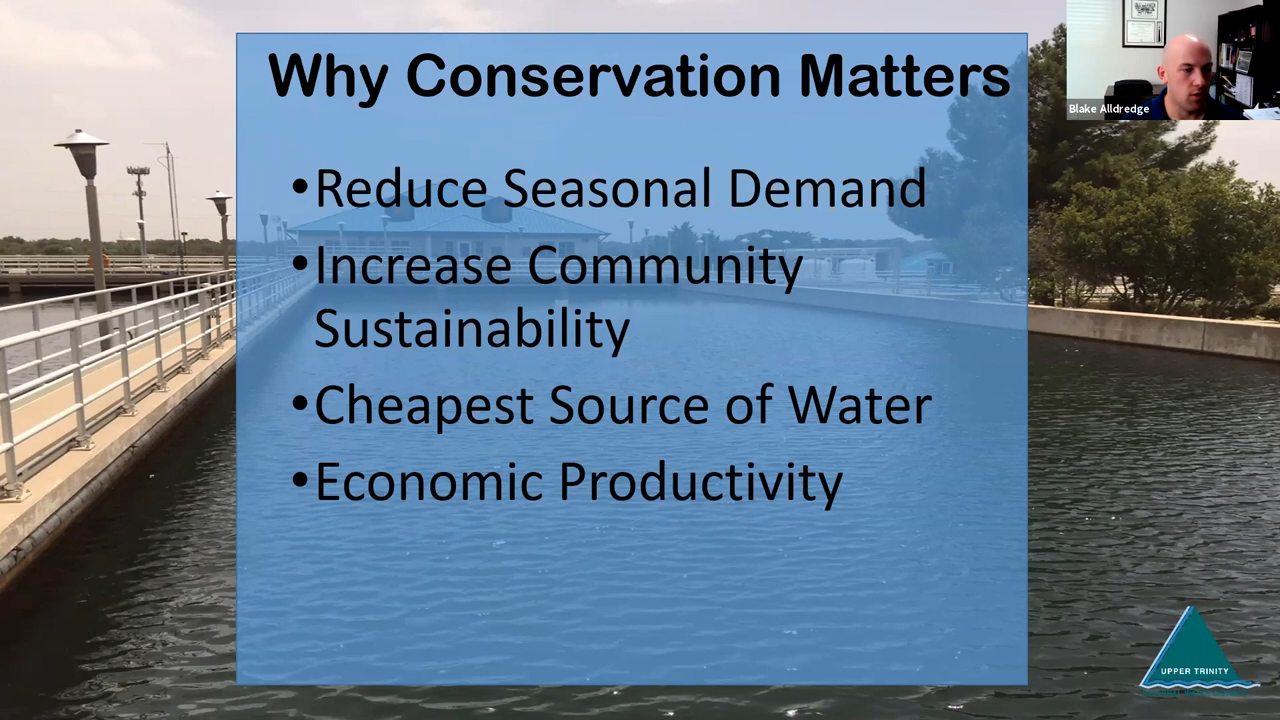 Why Conservation Matters
Blake Alldredge
•Reduce Seasonal Demand
•Increase Community
Sustainability
•Cheapest Source of Water
•Economic Productivity
UPPER TRINITY